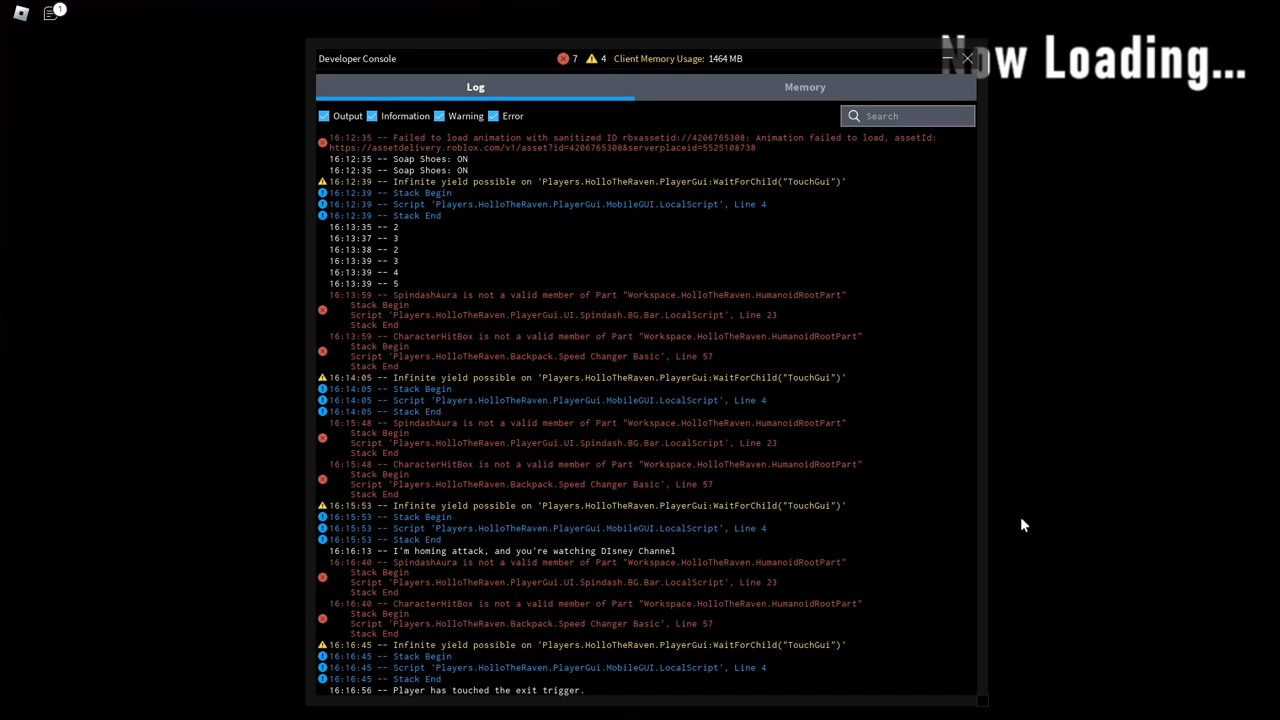 1
Now Loading...
Developer Console
7
4
Client Memory Usage: 1464 MB
Log
Memory
Output
Information
Warning
Error
Search
16:12:35 -- Failed to load animation with sanitized ID rbxassetid://4206765308: Animation failed to load, assetId:
https://assetdelivery.roblox.com/v1/asset?id=4206765308&serverplaceid=5525108738
16:12:35 -- Soap Shoes: ON
16:12:35 -- Soap Shoes: ON
16:12:39 -- Infinite yield possible on 'Players.HolloTheRaven.PlayerGui:WaitForChild("TouchGui")'
16:12:39 -- Stack Begin
16:12:39 -- Script 'Players.HolloTheRaven.PlayerGui.MobileGUI.LocalScript', Line 4
16:12:39 -- Stack End
16:13:35 -- 2
16:13:37 -- 3
16:13:38 -- 2
16:13:39 -- 3
16:13:39 -- 4
16:13:39 -- 5
16:13:59 -- SpindashAura is not a valid member of Part "Workspace.HolloTheRaven.HumanoidRootPart"
Stack Begin
Script 'Players.HolloTheRaven.PlayerGui.UI.Spindash.BG.Bar.LocalScript', Line 23
Stack End
16:13:59 -- CharacterHitBox is not a valid member of Part "Workspace.HolloTheRaven.HumanoidRootPart"
Stack Begin
Script 'Players.HolloTheRaven.Backpack.Speed Changer Basic', Line 57
Stack End
16:14:05 -- Infinite yield possible on 'Players.HolloTheRaven.PlayerGui:WaitForChild("TouchGui")'
16:14:05 -- Stack Begin
16:14:05 -- Script 'Players.HolloTheRaven.PlayerGui.MobileGUI.LocalScript', Line 4
16:14:05 -- Stack End
16:15:48 -- SpindashAura is not a valid member of Part "Workspace.HolloTheRaven.HumanoidRootPart"
Stack Begin
Script 'Players.HolloTheRaven.PlayerGui.UI.Spindash.BG.Bar.LocalScript', Line 23
Stack End
16:15:48 -- CharacterHitBox is not a valid member of Part "Workspace.HolloTheRaven.HumanoidRootPart"
Stack Begin
Script 'Players.HolloTheRaven.Backpack.Speed Changer Basic', Line 57
Stack End
16:15:53 -- Infinite yield possible on 'Players.HolloTheRaven.PlayerGui:WaitForChild("TouchGui")'
16:15:53 -- Stack Begin
16:15:53 -- Script 'Players.HolloTheRaven.PlayerGui.MobileGUI.LocalScript', Line 4
16:15:53 -- Stack End
16:16:13 -- I'm homing attack, and you're watching DIsney Channel
16:16:40 -- SpindashAura is not a valid member of Part "Workspace.HolloTheRaven.HumanoidRootPart"
Stack Begin
Script 'Players.HolloTheRaven.PlayerGui.UI.Spindash.BG.Bar.LocalScript', Line 23
Stack End
16:16:40 -- CharacterHitBox is not a valid member of Part "Workspace.HolloTheRaven.HumanoidRootPart"
Stack Begin
Script 'Players.HolloTheRaven.Backpack.Speed Changer Basic', Line 57
Stack End
16:16:45 -- Infinite yield possible on 'Players.HolloTheRaven.PlayerGui:WaitForChild("TouchGui")'
16:16:45 -- Stack Begin
16:16:45 -- Script 'Players.HolloTheRaven.PlayerGui.MobileGUI.LocalScript', Line 4
16:16:45 -- Stack End
16:16:56 -- Player has touched the exit trigger.